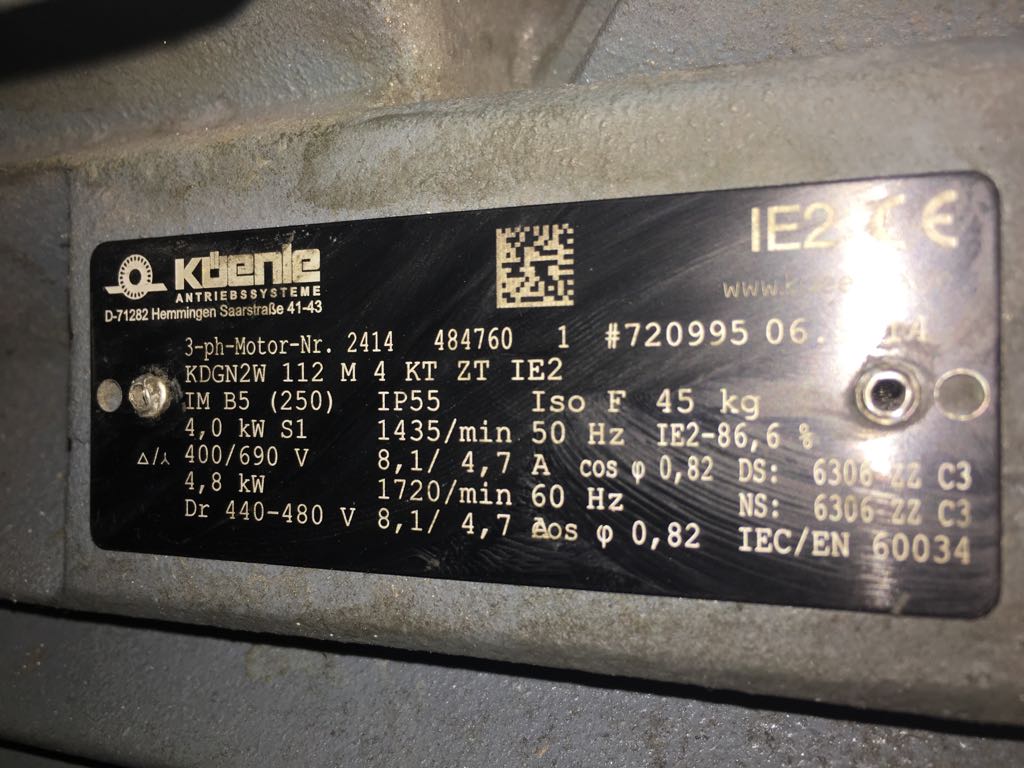 Köenle
ANTRIEBSSYSTEME
D-71282 Hemmingen Saarstraße 41-43
IE2 CE
3-ph-Motor-Nr. 2414 484760 1 #720995 06.
KDGN2W 112 M 4 KT ZT IE2
IM B5 (250) IP55 Iso F 45 kg
4,0 kW S1 1435/min 50 Hz IE2-86,6 %
Δ/⅄ 400/690 V 8,1/ 4,7 A cos φ 0,82 DS: 6306-ZZ C3
4,8 kW 1720/min 60 Hz NS: 6306-ZZ C3
Dr 440-480 V 8,1/ 4,7 A cos φ 0,82 IEC/EN 60034